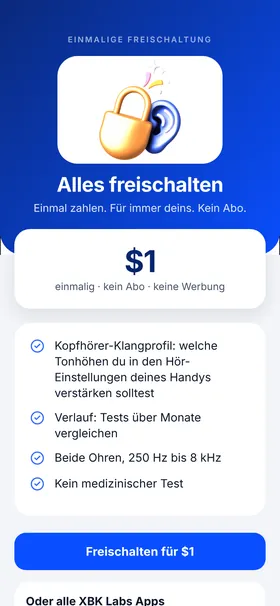 EINMALIGE FREISCHALTUNG
Alles freischalten
Einmal zahlen. Für immer deins. Kein Abo.
$1
einmalig · kein Abo · keine Werbung
Kopfhörer-Klangprofil: welche
Tonhöhen du in den Hör-
Einstellungen deines Handys
verstärken solltest
Verlauf: Tests über Monate
vergleichen
Beide Ohren, 250 Hz bis 8 kHz
Kein medizinischer Test
Freischalten für $1
Oder alle XBK Labs Apps